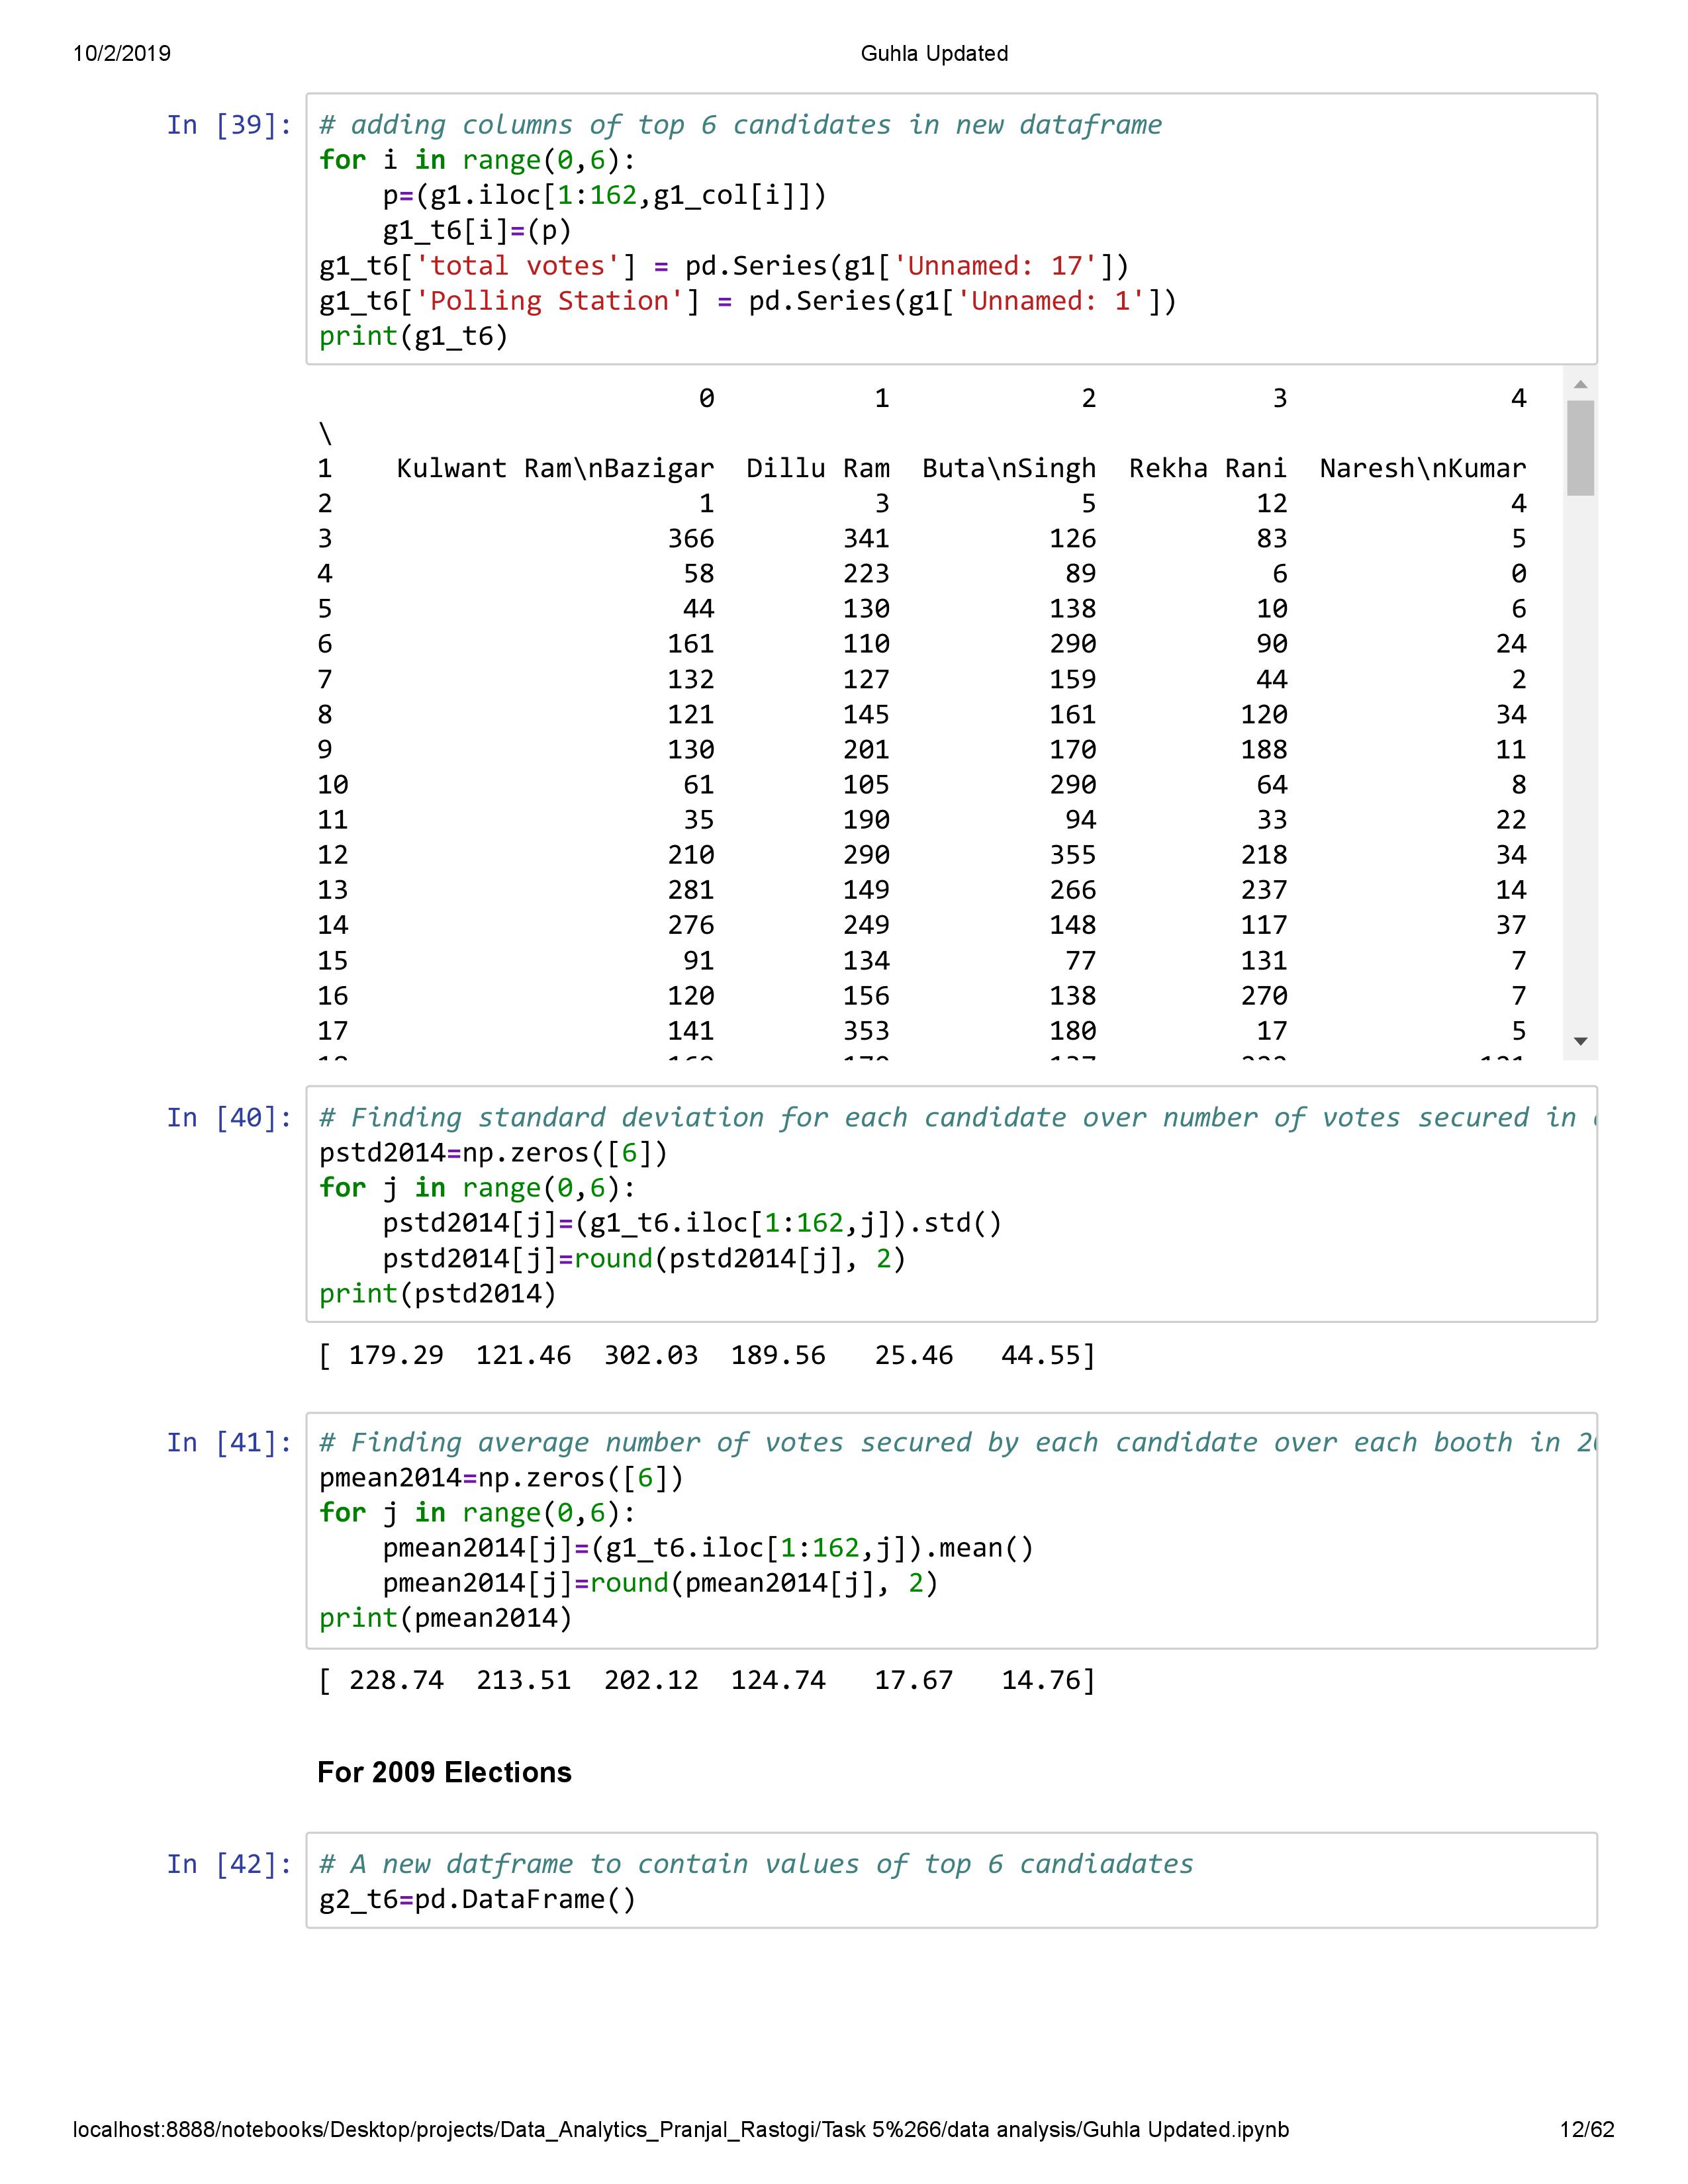 10/2/2019 Guhla Updated
In [39]: # adding columns of top 6 candidates in new dataframe
for i in range(0,6):
    p=(g1.iloc[1:162,g1_col[i]])
    g1_t6[i]=(p)
g1_t6['total votes'] = pd.Series(g1['Unnamed: 17'])
g1_t6['Polling Station'] = pd.Series(g1['Unnamed: 1'])
print(g1_t6)
0 1 2 3 4
\
1 Kulwant Ram\nBazigar Dillu Ram Buta\nSingh Rekha Rani Naresh\nKumar
2 1 3 5 12 4
3 366 341 126 83 5
4 58 223 89 6 0
5 44 130 138 10 6
6 161 110 290 90 24
7 132 127 159 44 2
8 121 145 161 120 34
9 130 201 170 188 11
10 61 105 290 64 8
11 35 190 94 33 22
12 210 290 355 218 34
13 281 149 266 237 14
14 276 249 148 117 37
15 91 134 77 131 7
16 120 156 138 270 7
17 141 353 180 17 5
In [40]: # Finding standard deviation for each candidate over number of votes secured in
pstd2014=np.zeros([6])
for j in range(0,6):
    pstd2014[j]=(g1_t6.iloc[1:162,j]).std()
    pstd2014[j]=round(pstd2014[j], 2)
print(pstd2014)
[ 179.29 121.46 302.03 189.56 25.46 44.55]
In [41]: # Finding average number of votes secured by each candidate over each booth in
pmean2014=np.zeros([6])
for j in range(0,6):
    pmean2014[j]=(g1_t6.iloc[1:162,j]).mean()
    pmean2014[j]=round(pmean2014[j], 2)
print(pmean2014)
[ 228.74 213.51 202.12 124.74 17.67 14.76]
For 2009 Elections
In [42]: # A new datframe to contain values of top 6 candiadates
g2_t6=pd.DataFrame()
localhost:8888/notebooks/Desktop/projects/Data_Analytics_Pranjal_Rastogi/Task 5%266/data analysis/Guhla Updated.ipynb 12/62